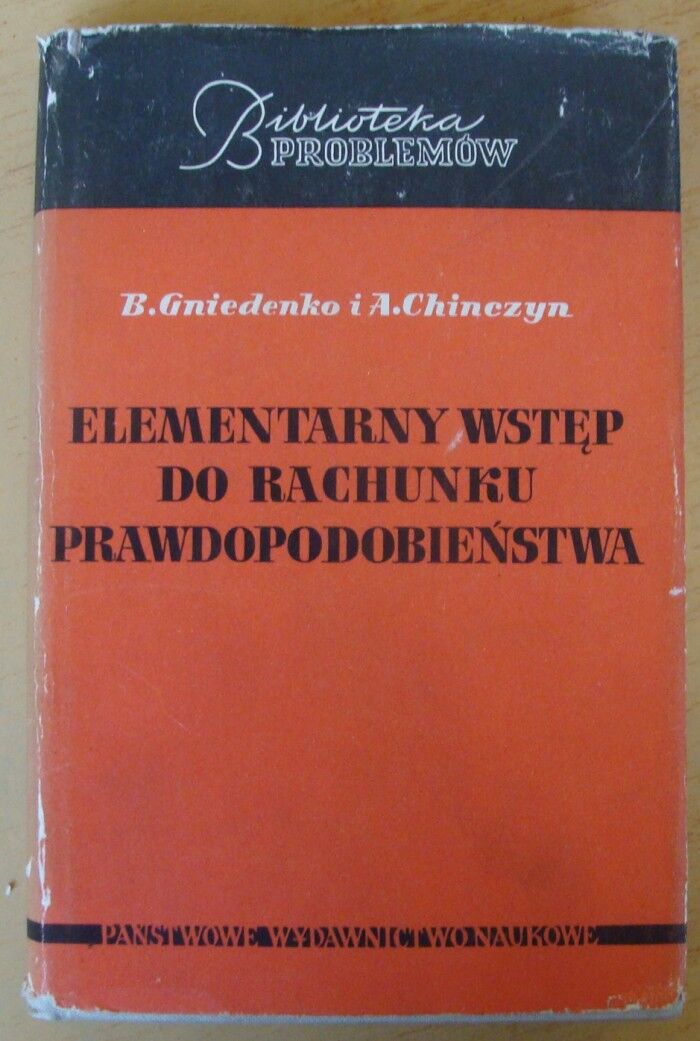 Biblioteka
PROBLEMÓW
B. Gniedenko i A. Chinczyn
ELEMENTARNY WSTĘP
DO RACHUNKU
PRAWDOPODOBIEŃSTWA
PAŃSTWOWE WYDAWNICTWO NAUKOWE